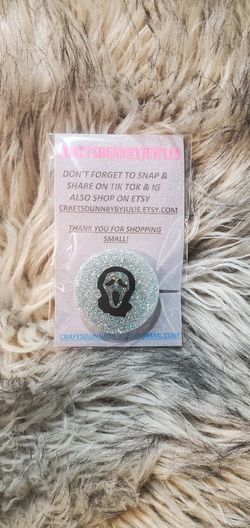 DON'T FORGET TO SNAP &
SHARE ON TIK TOK & IG
ALSO SHOP ON ETSY
CRAFTSDUNNBYBYJULIE.ETSY.COM
THANK YOU FOR SHOPPING
SMALL!